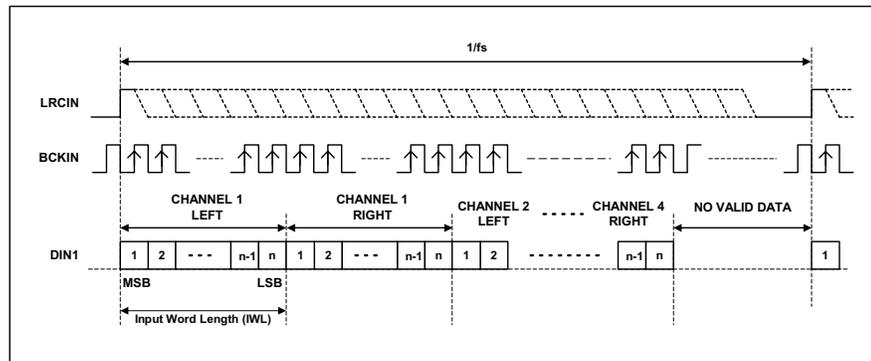 1/fs
LRCIN
BCKIN
CHANNEL 1
LEFT
CHANNEL 1
RIGHT
CHANNEL 2
LEFT
CHANNEL 4
RIGHT
NO VALID DATA
DIN1
1 2 n-1 n 1 2 n-1 n 1 2 n-1 n 1
MSB LSB
Input Word Length (IWL)